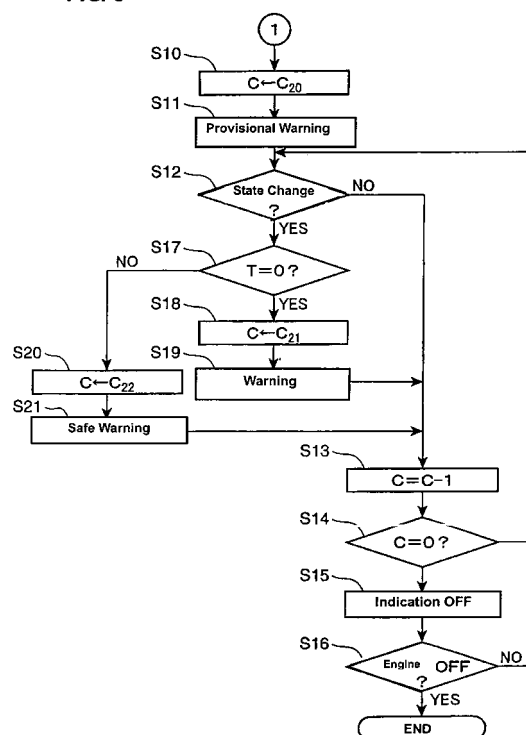 1
S10
C←C20
S11
Provisional Warning
S12
State Change
?
NO
YES
S17
T=0?
NO
YES
S18
C←C21
S19
Warning
S20
C←C22
S21
Safe Warning
S13
C=C-1
S14
C=0?
S15
Indication OFF
S16
Engine OFF
?
NO
YES
END